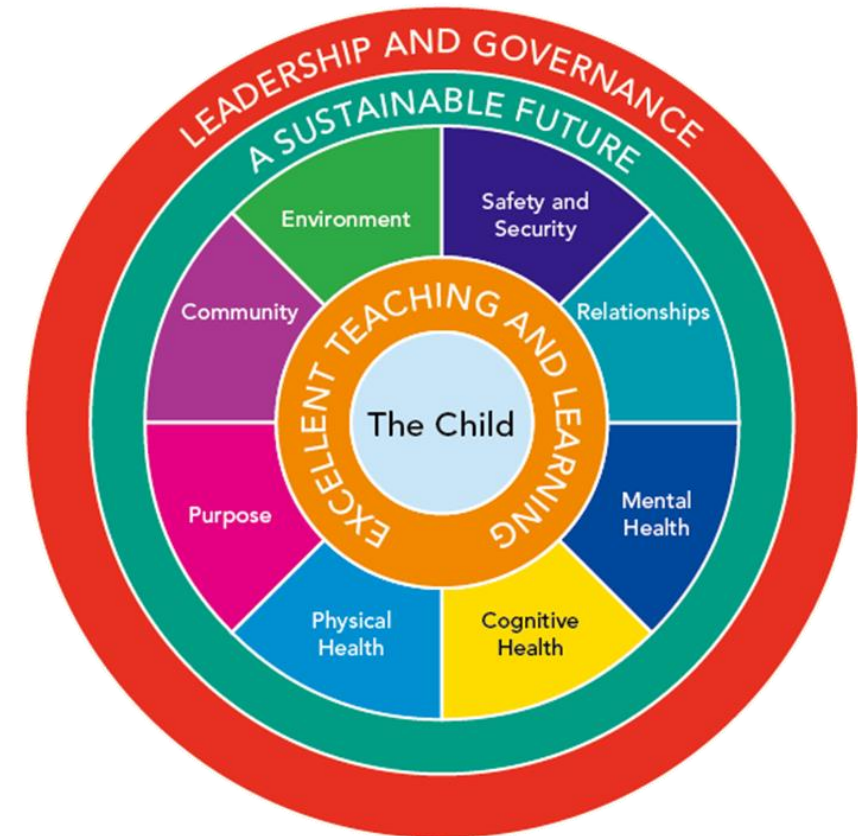 LEADERSHIP AND GOVERNANCE
A SUSTAINABLE FUTURE
Environment
Safety and
Security
Community
Relationships
EXCELLENT TEACHING AND LEARNING
The Child
Purpose
Mental
Health
Physical
Health
Cognitive
Health